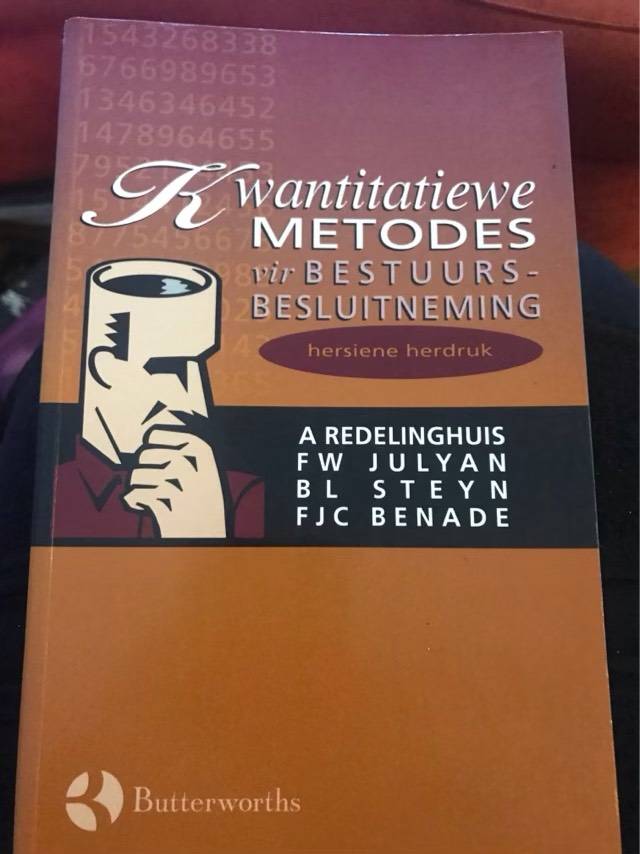 1543268338
6766989653
1346346452
1478964655
Kwantitatiewe
METODES
vir BESTUURS-
BESLUITNEMING
hersiene herdruk
A REDELINGHUIS
FW JULYAN
BL STEYN
FJC BENADE
Butterworths